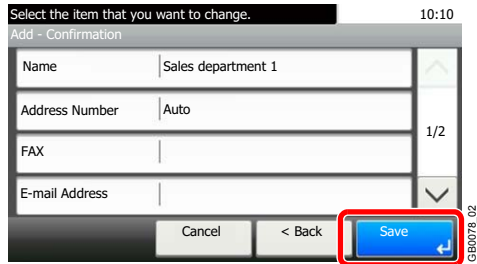 Select the item that you want to change. 10:10
Add - Confirmation
Name Sales department 1
Address Number Auto
1/2
FAX
E-mail Address
Cancel < Back Save
GB0078_02